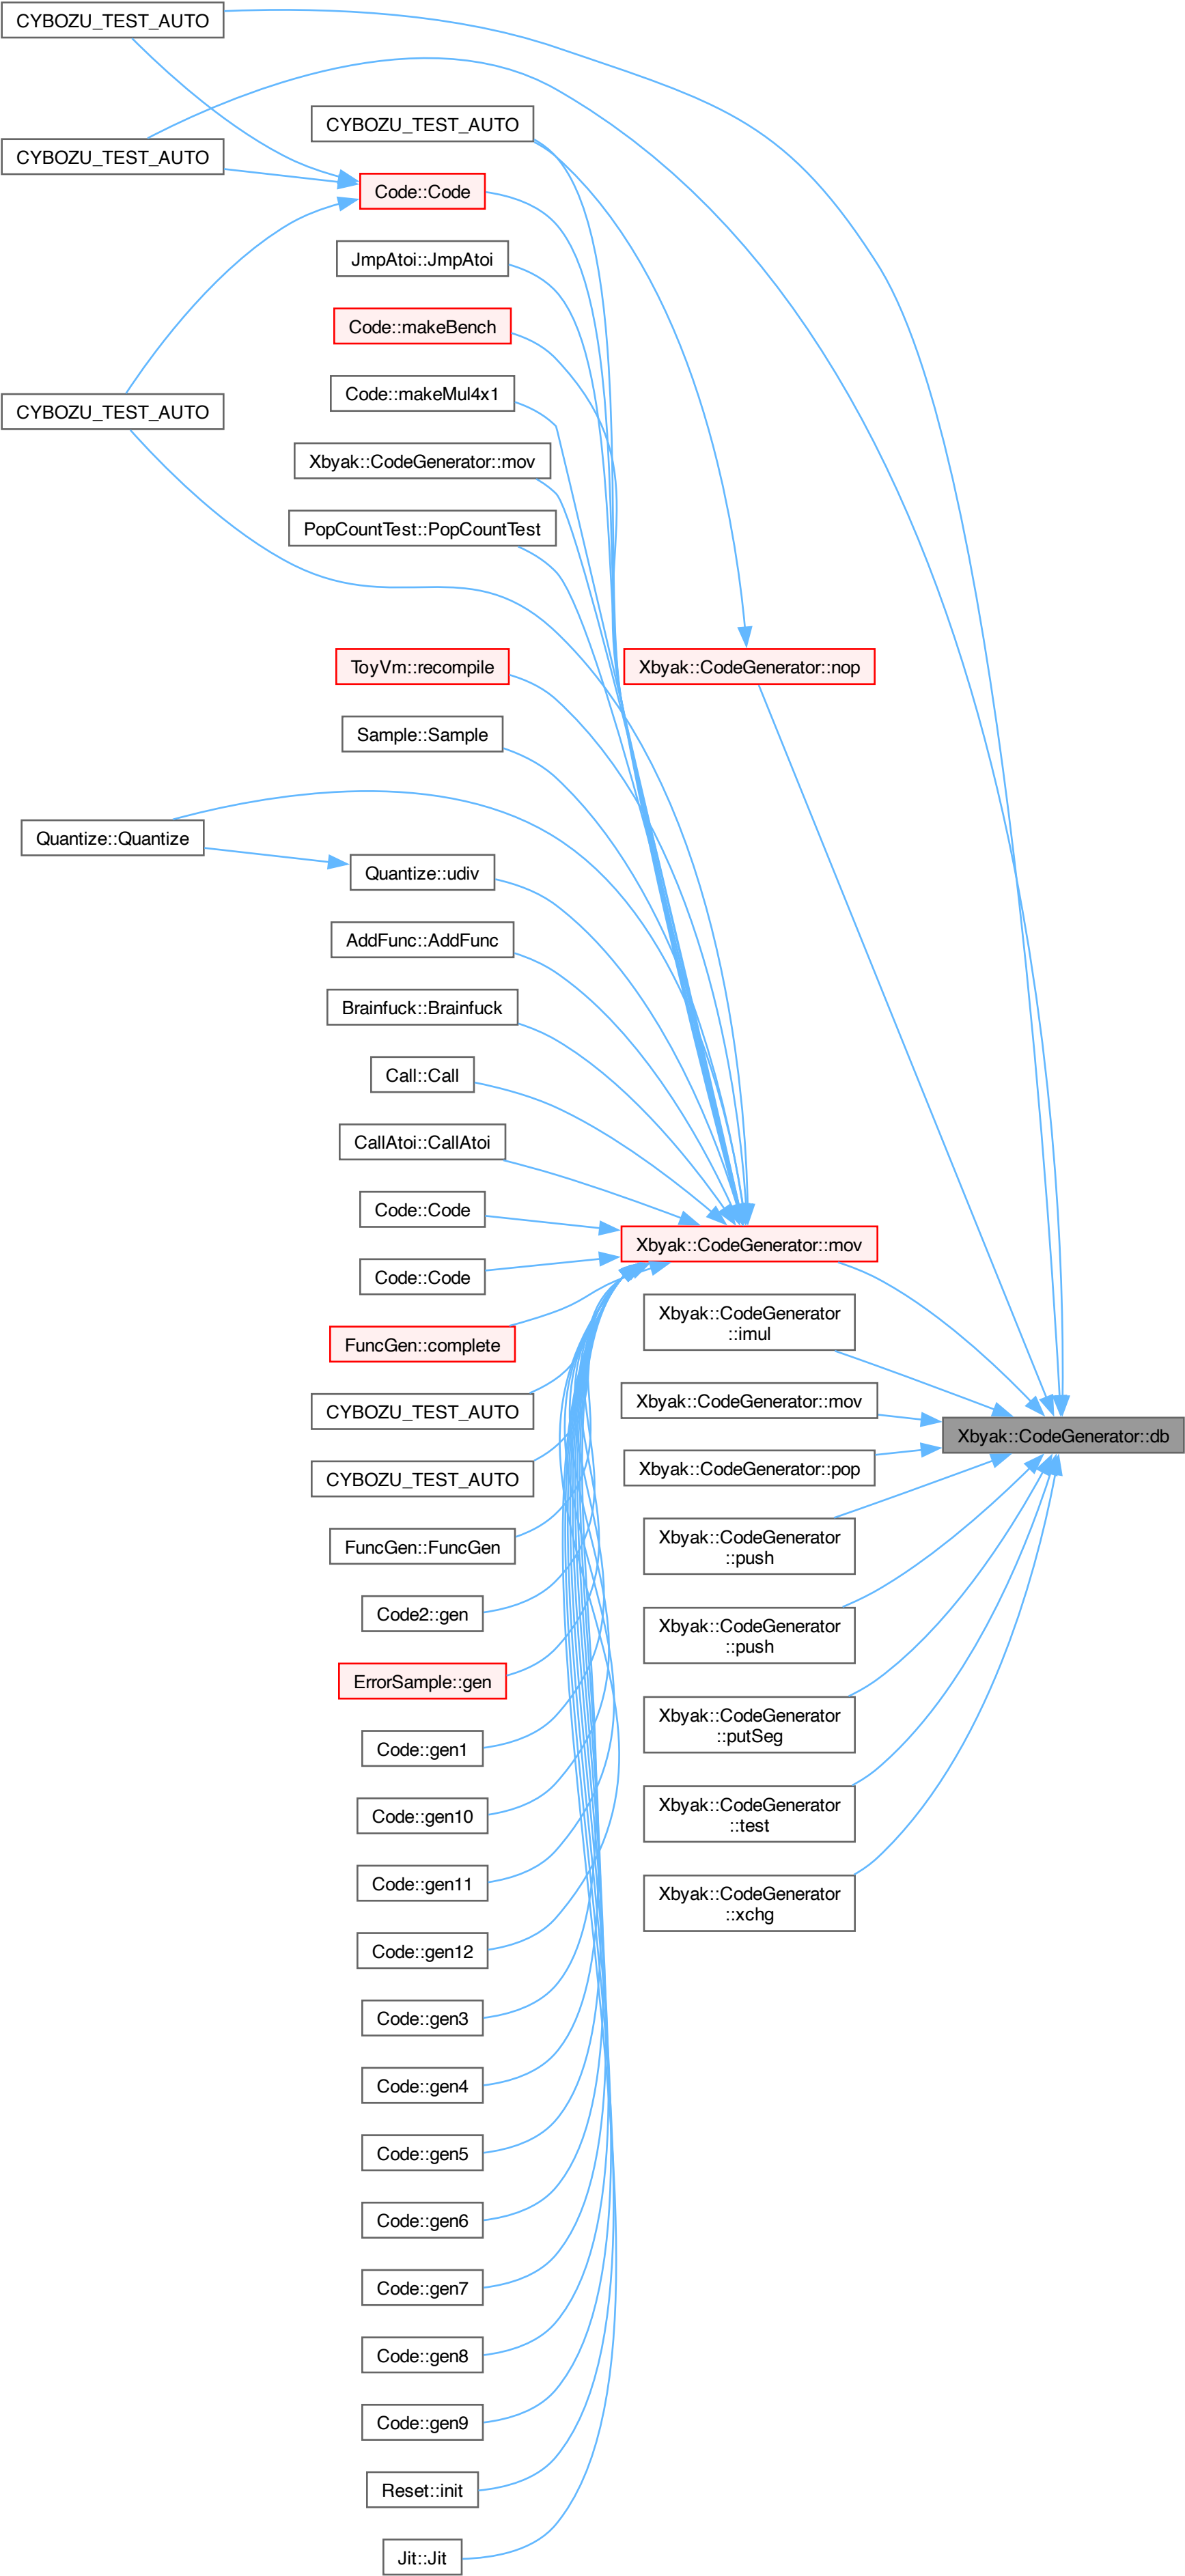 CYBOZU_TEST_AUTO
CYBOZU_TEST_AUTO
CYBOZU_TEST_AUTO
Quantize::Quantize
CYBOZU_TEST_AUTO
Code::Code
JmpAtoi::JmpAtoi
Code::makeBench
Code::makeMul4x1
Xbyak::CodeGenerator::mov
PopCountTest::PopCountTest
ToyVm::recompile
Sample::Sample
Quantize::udiv
AddFunc::AddFunc
Brainfuck::Brainfuck
Call::Call
CallAtoi::CallAtoi
Code::Code
Code::Code
FuncGen::complete
CYBOZU_TEST_AUTO
CYBOZU_TEST_AUTO
FuncGen::FuncGen
Code2::gen
ErrorSample::gen
Code::gen1
Code::gen10
Code::gen11
Code::gen12
Code::gen3
Code::gen4
Code::gen5
Code::gen6
Code::gen7
Code::gen8
Code::gen9
Reset::init
Jit::Jit
Xbyak::CodeGenerator::nop
Xbyak::CodeGenerator::mov
Xbyak::CodeGenerator
::imul
Xbyak::CodeGenerator::mov
Xbyak::CodeGenerator::pop
Xbyak::CodeGenerator
::push
Xbyak::CodeGenerator
::push
Xbyak::CodeGenerator
::putSeg
Xbyak::CodeGenerator
::test
Xbyak::CodeGenerator
::xchg
Xbyak::CodeGenerator::db